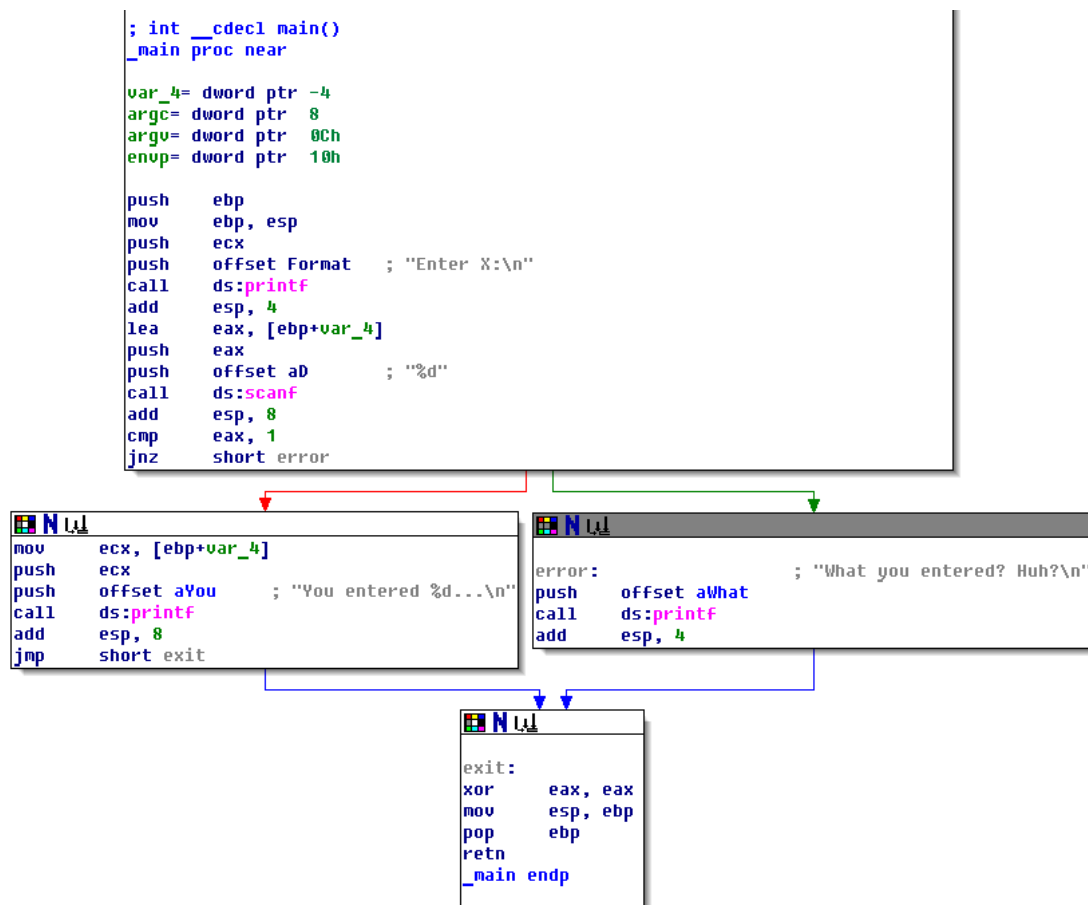 ; int __cdecl main()
_main proc near
var_4= dword ptr -4
argc= dword ptr  8
argv= dword ptr  0Ch
envp= dword ptr  10h
push    ebp
mov     ebp, esp
push    ecx
push    offset Format   ; "Enter X:\n"
call    ds:printf
add     esp, 4
lea     eax, [ebp+var_4]
push    eax
push    offset aD       ; "%d"
call    ds:scanf
add     esp, 8
cmp     eax, 1
jnz     short error
mov     ecx, [ebp+var_4]
push    ecx
push    offset aYou     ; "You entered %d...\n"
call    ds:printf
add     esp, 8
jmp     short exit
error:                  ; "What you entered? Huh?\n"
push    offset aWhat
call    ds:printf
add     esp, 4
exit:
xor     eax, eax
mov     esp, ebp
pop     ebp
retn
_main endp